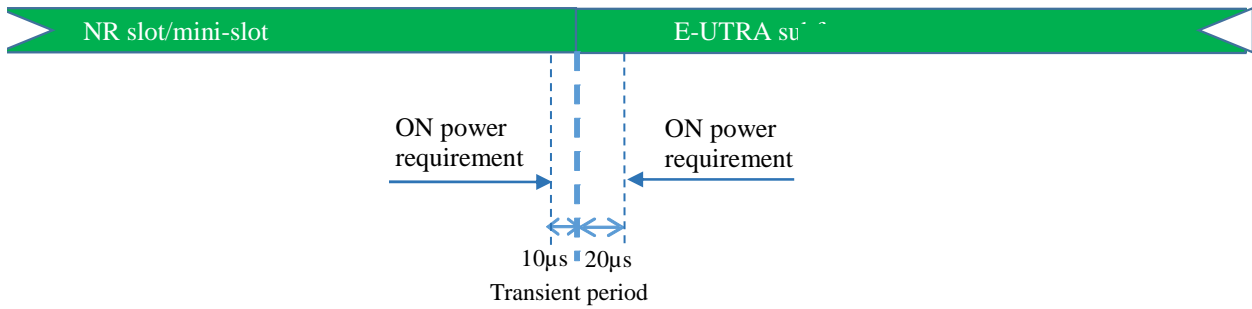 NR slot/mini-slot
E-UTRA
ON power
requirement
ON power
requirement
10µs
20µs
Transient period